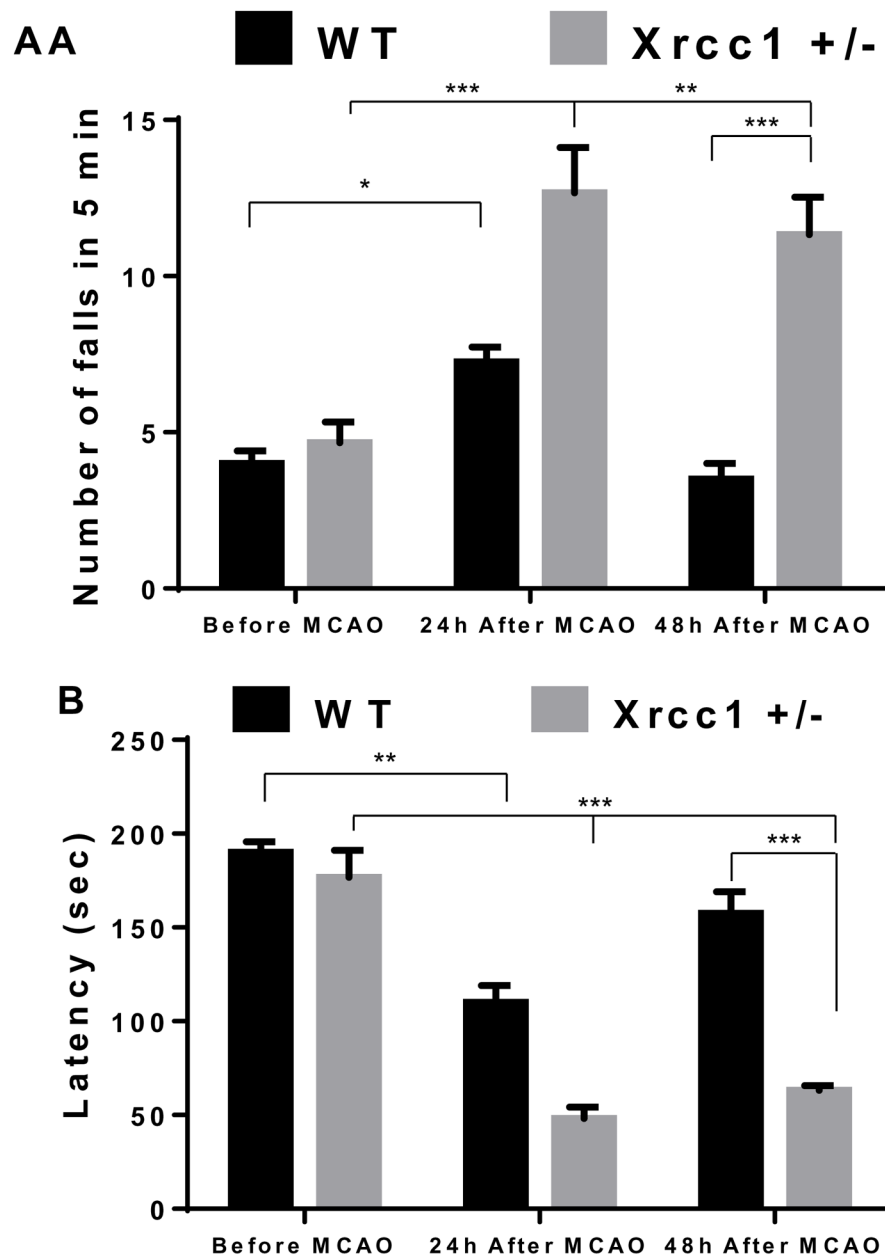 AA
WT
Xrcc1 +/-
Number of falls in 5 min
15
10
5
0
***
**
***
*
Before MCAO
24h After MCAO
48h After MCAO
B
WT
Xrcc1 +/-
Latency (sec)
250
200
150
100
50
0
**
***
***
Before MCAO
24h After MCAO
48h After MCAO